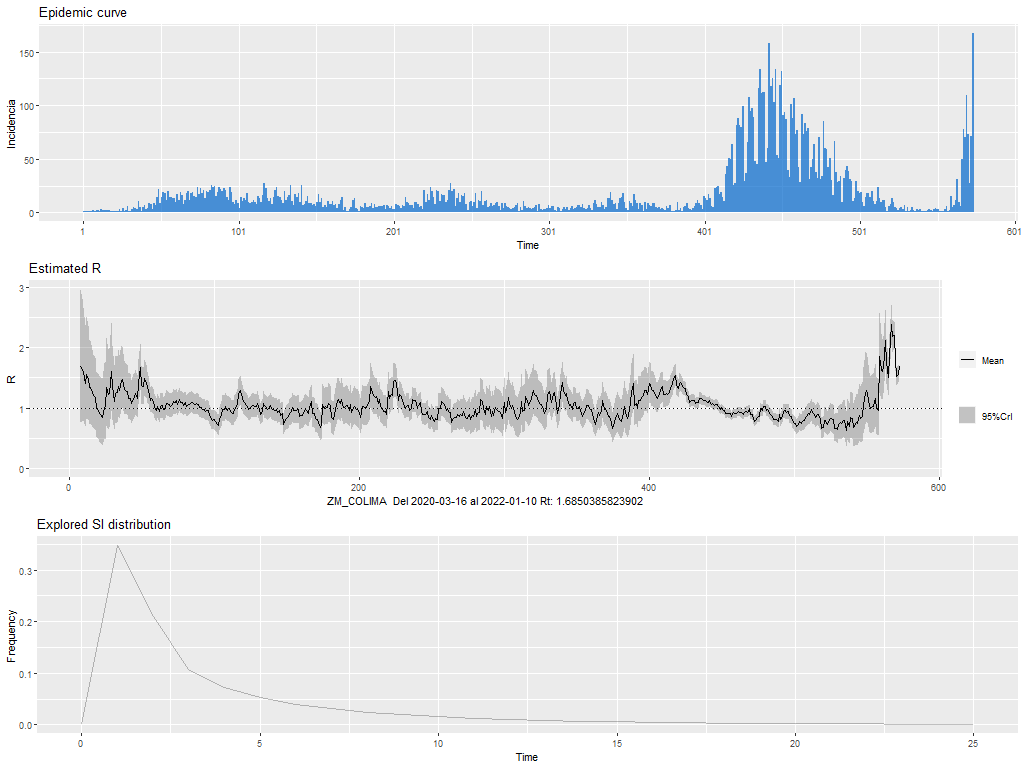 Epidemic curve
150
100
50
0
Incidencia
1 101 201 301 401 501 601
Time
Estimated R
3
2
1
0
R
Mean
95%CrI
0 200 400 600
ZM_COLIMA Del 2020-03-16 al 2022-01-10 Rt: 1.6850385823902
Explored SI distribution
0.3
0.2
0.1
0.0
Frequency
0 5 10 15 20 25
Time